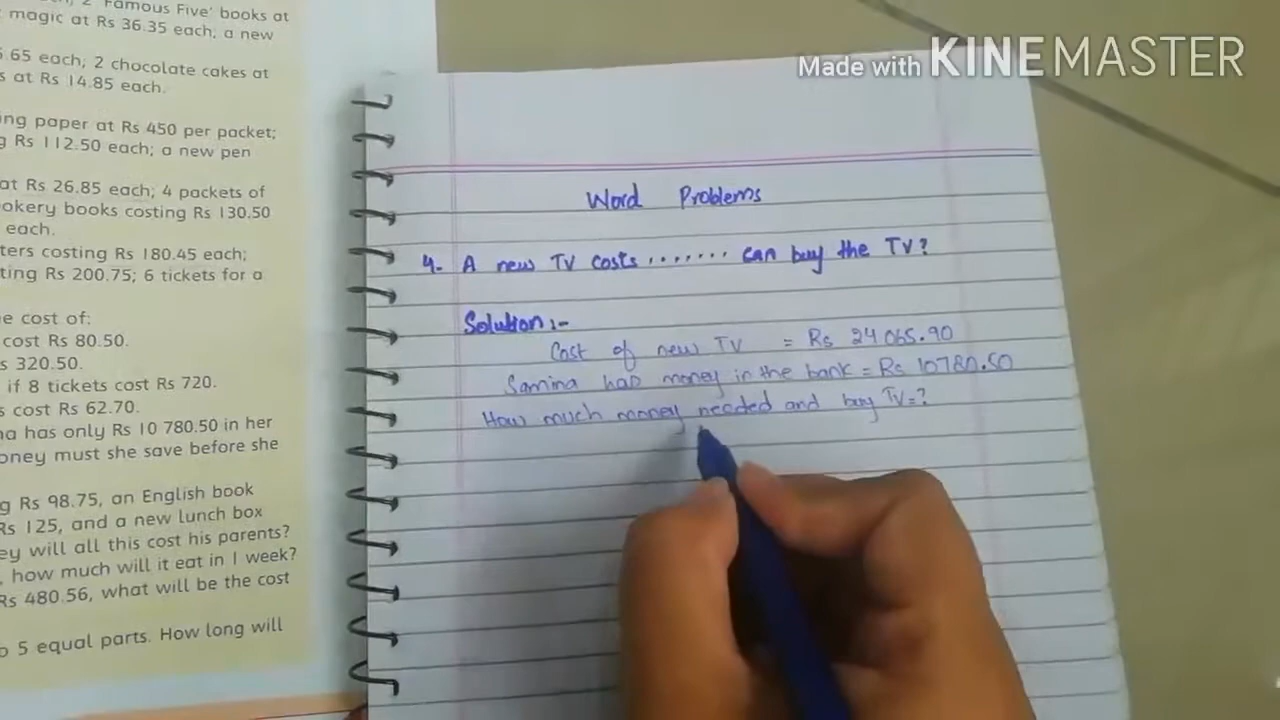 Famous Five' books at
magic at Rs 36.35 each; a new
.65 each; 2 chocolate cakes at
s at Rs 14.85 each.
ing paper at Rs 450 per packet;
g Rs 112.50 each; a new pen
at Rs 26.85 each; 4 packets of
ookery books costing Rs 130.50
each.
ters costing Rs 180.45 each;
ting Rs 200.75; 6 tickets for a
e cost of:
cost Rs 80.50.
s 320.50.
if 8 tickets cost Rs 720.
s cost Rs 62.70.
na has only Rs 10 780.50 in her
oney must she save before she
g Rs 98.75, an English book
Rs 125, and a new lunch box
ey will all this cost his parents?
, how much will it eat in 1 week?
Rs 480.56, what will be the cost
o 5 equal parts. How long will
Made with KINEMASTER
Word Problems
4. A new TV costs ....... can buy the TV?
Solution:-
Cost of new TV = Rs 24065.90
Samina had money in the bank = Rs 10780.50
How much money needed and buy TV=?